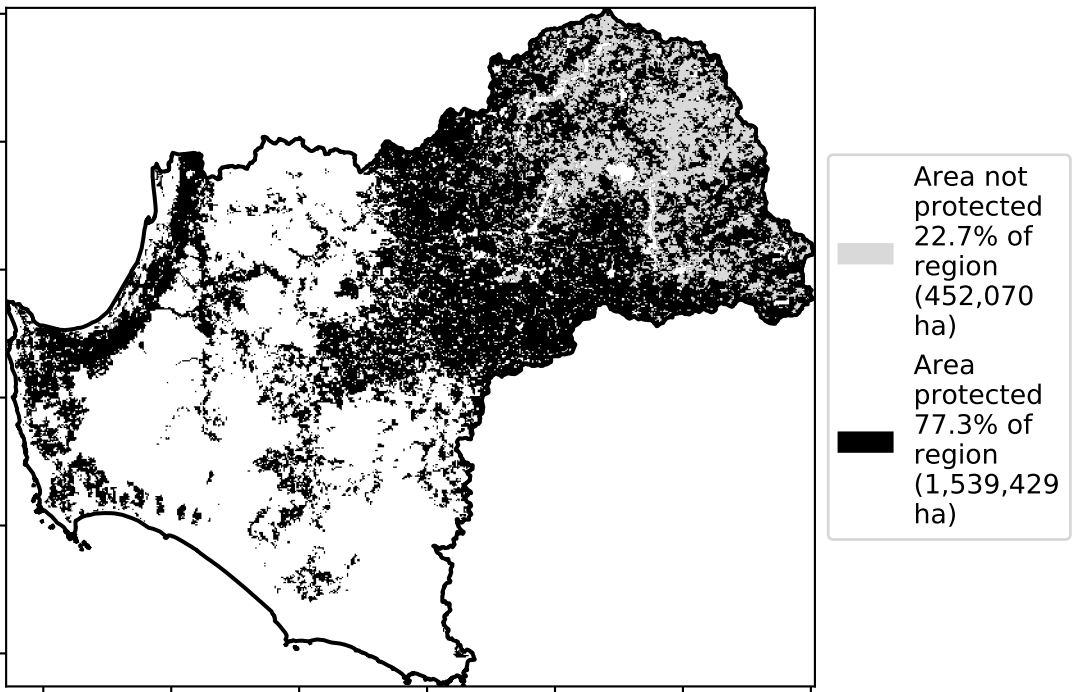 Area not
protected
22.7% of
region
(452,070
ha)
Area
protected
77.3% of
region
(1,539,429
ha)